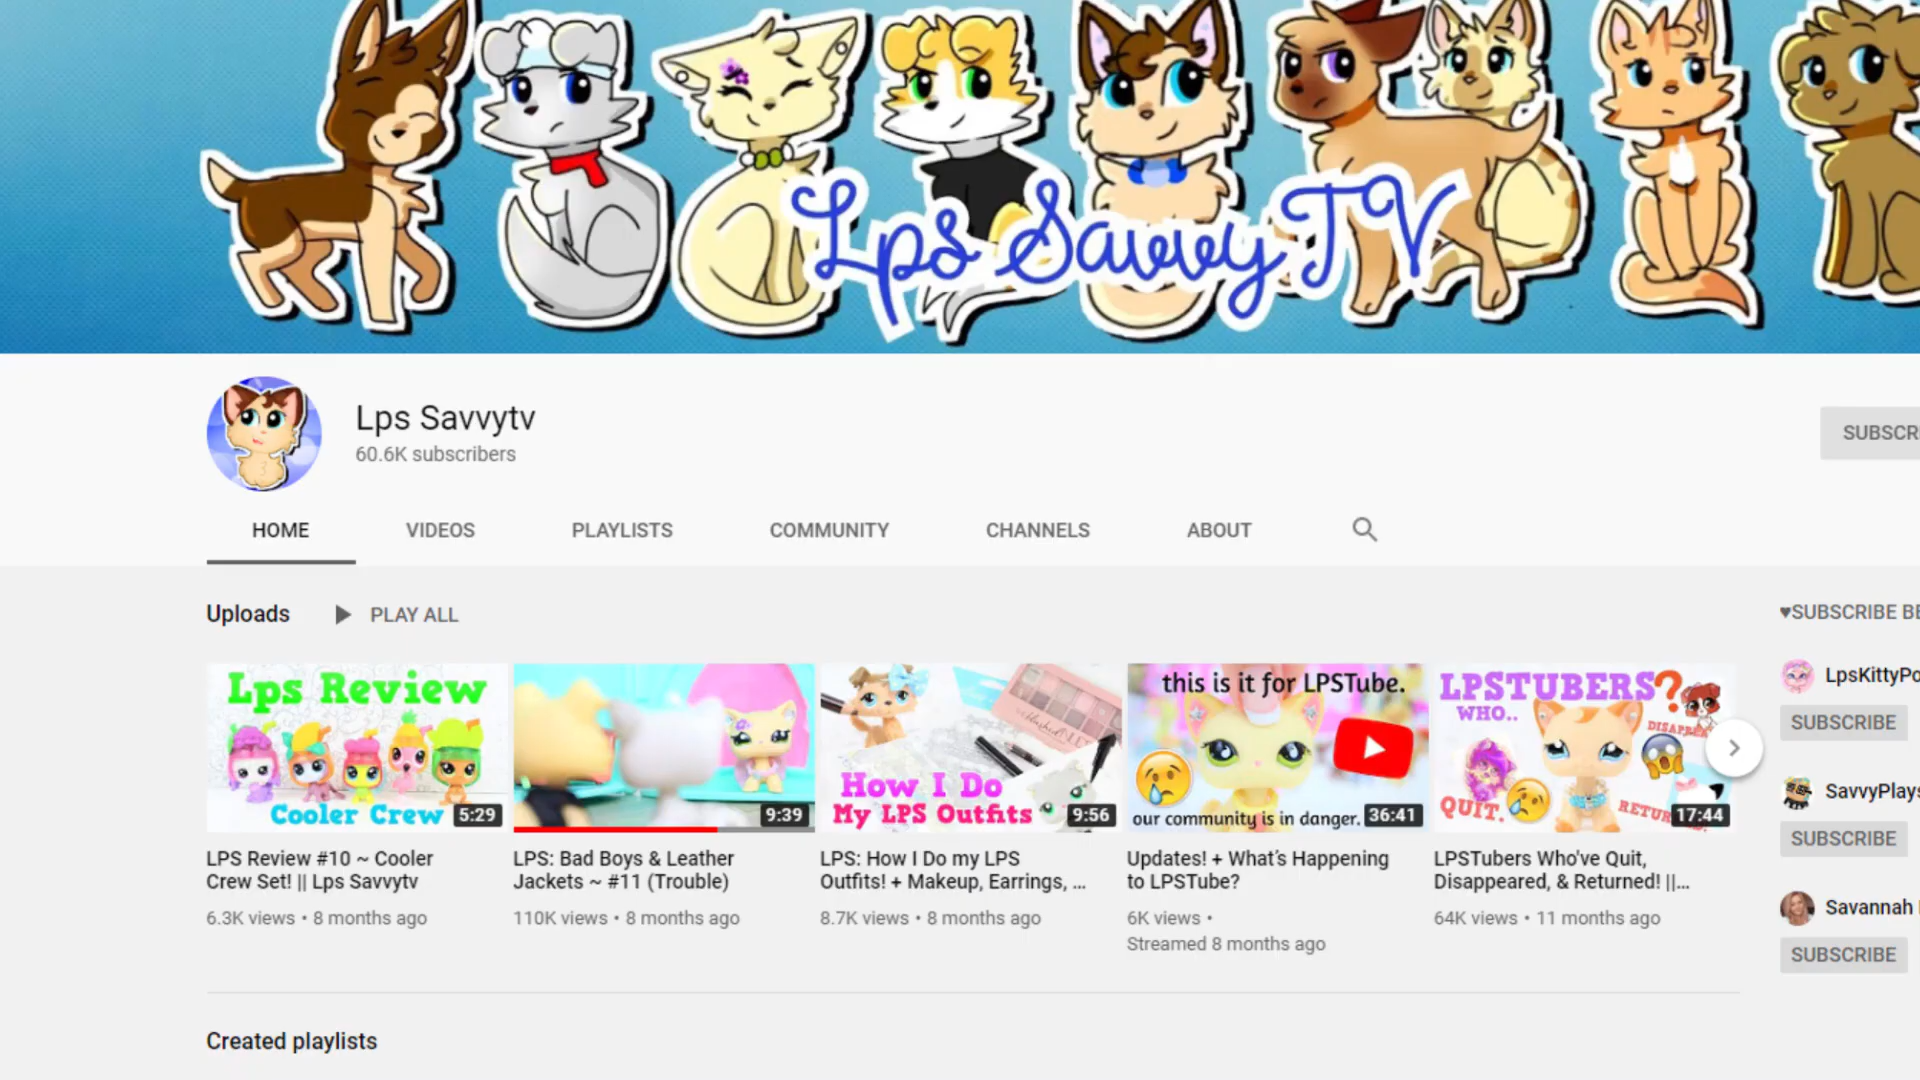 Lps Savvy TV
Lps Savvytv
60.6K subscribers
SUBSCR
HOME VIDEOS PLAYLISTS COMMUNITY CHANNELS ABOUT
Uploads PLAY ALL
♥SUBSCRIBE BE
Lps Review
Cooler Crew
5:29
9:39
How I Do
My LPS Outfits
9:56
this is it for LPSTube.
our community is in danger.
36:41
LPSTUBERS?
WHO..
QUIT.
17:44
LPS Review #10 ~ Cooler
Crew Set! || Lps Savvytv
6.3K views • 8 months ago
LPS: Bad Boys & Leather
Jackets ~ #11 (Trouble)
110K views • 8 months ago
LPS: How I Do my LPS
Outfits! + Makeup, Earrings, ...
8.7K views • 8 months ago
Updates! + What's Happening
to LPSTube?
6K views •
Streamed 8 months ago
LPSTubers Who've Quit,
Disappeared, & Returned! ||...
64K views • 11 months ago
LpsKittyPo
SUBSCRIBE
SavvyPlays
SUBSCRIBE
Savannah
SUBSCRIBE
Created playlists